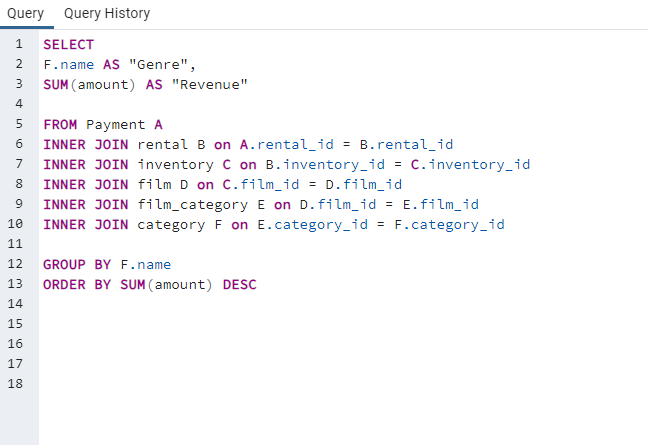 Query Query History
1 SELECT
2 F.name AS "Genre",
3 SUM(amount) AS "Revenue"
4
5 FROM Payment A
6 INNER JOIN rental B on A.rental_id = B.rental_id
7 INNER JOIN inventory C on B.inventory_id = C.inventory_id
8 INNER JOIN film D on C.film_id = D.film_id
9 INNER JOIN film_category E on D.film_id = E.film_id
10 INNER JOIN category F on E.category_id = F.category_id
11
12 GROUP BY F.name
13 ORDER BY SUM(amount) DESC
14
15
16
17
18